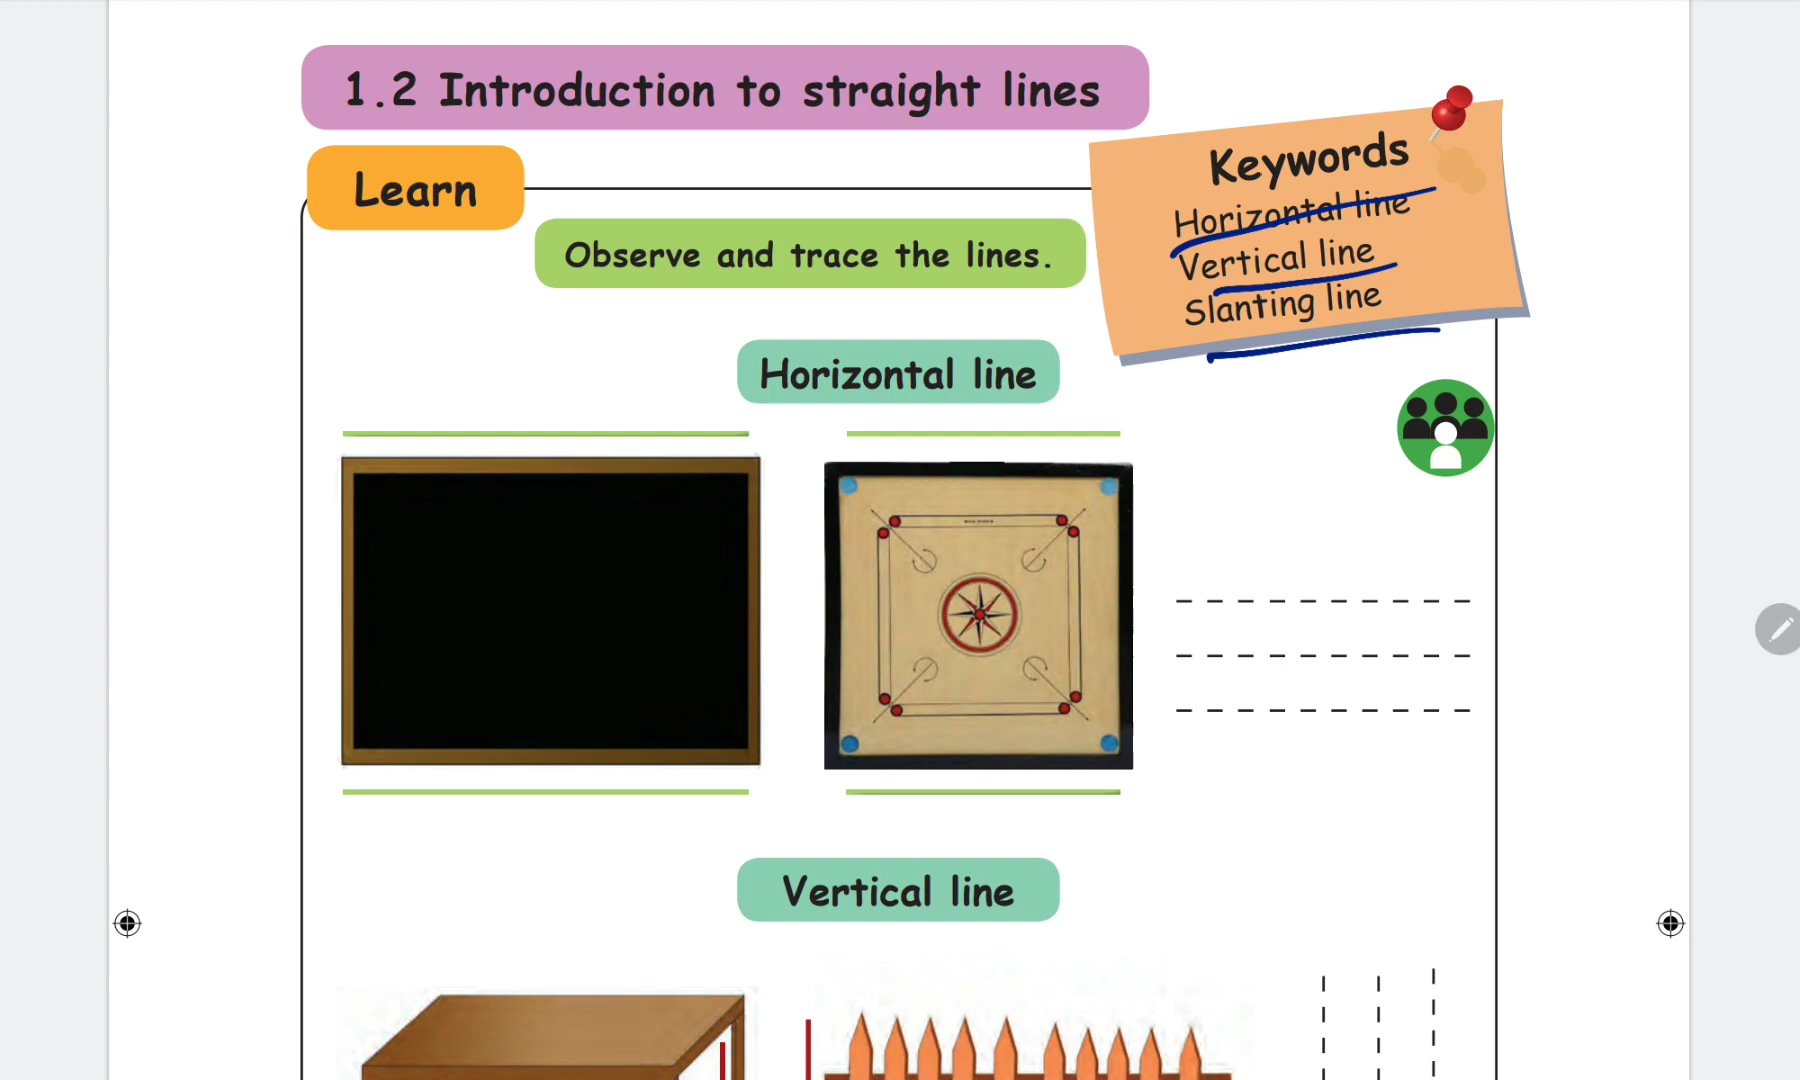 1.2 Introduction to straight lines
Learn
Observe and trace the lines.
Keywords
Horizontal line
Vertical line
Slanting line
Horizontal line
Vertical line